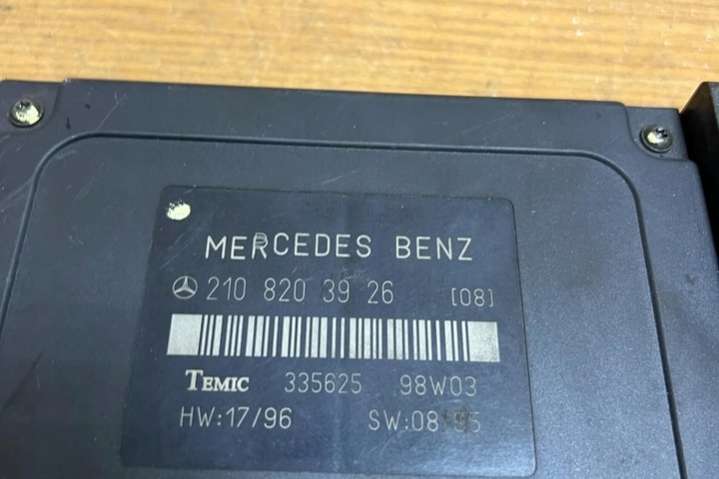 MERCEDES BENZ
210 820 39 26 [08]
TEMIC 335625 98W03
HW:17/96 SW:08